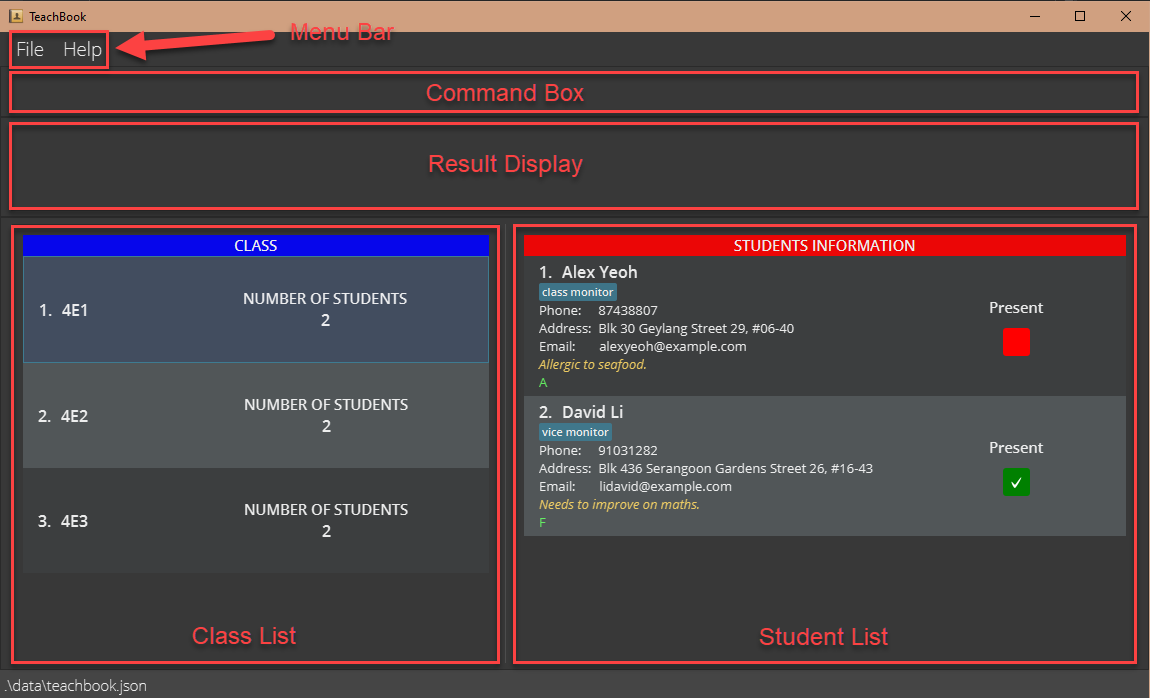 TeachBook
File Help
Menu Bar
Command Box
Result Display
CLASS
1. 4E1
NUMBER OF STUDENTS
2
2. 4E2
NUMBER OF STUDENTS
2
3. 4E3
NUMBER OF STUDENTS
2
Class List
STUDENTS INFORMATION
1. Alex Yeoh
class monitor
Phone: 87438807
Address: Blk 30 Geylang Street 29, #06-40
Email: alexyeoh@example.com
Allergic to seafood.
A
Present
2. David Li
vice monitor
Phone: 91031282
Address: Blk 436 Serangoon Gardens Street 26, #16-43
Email: lidavid@example.com
Needs to improve on maths.
F
Present
Student List
.\data\teachbook.json